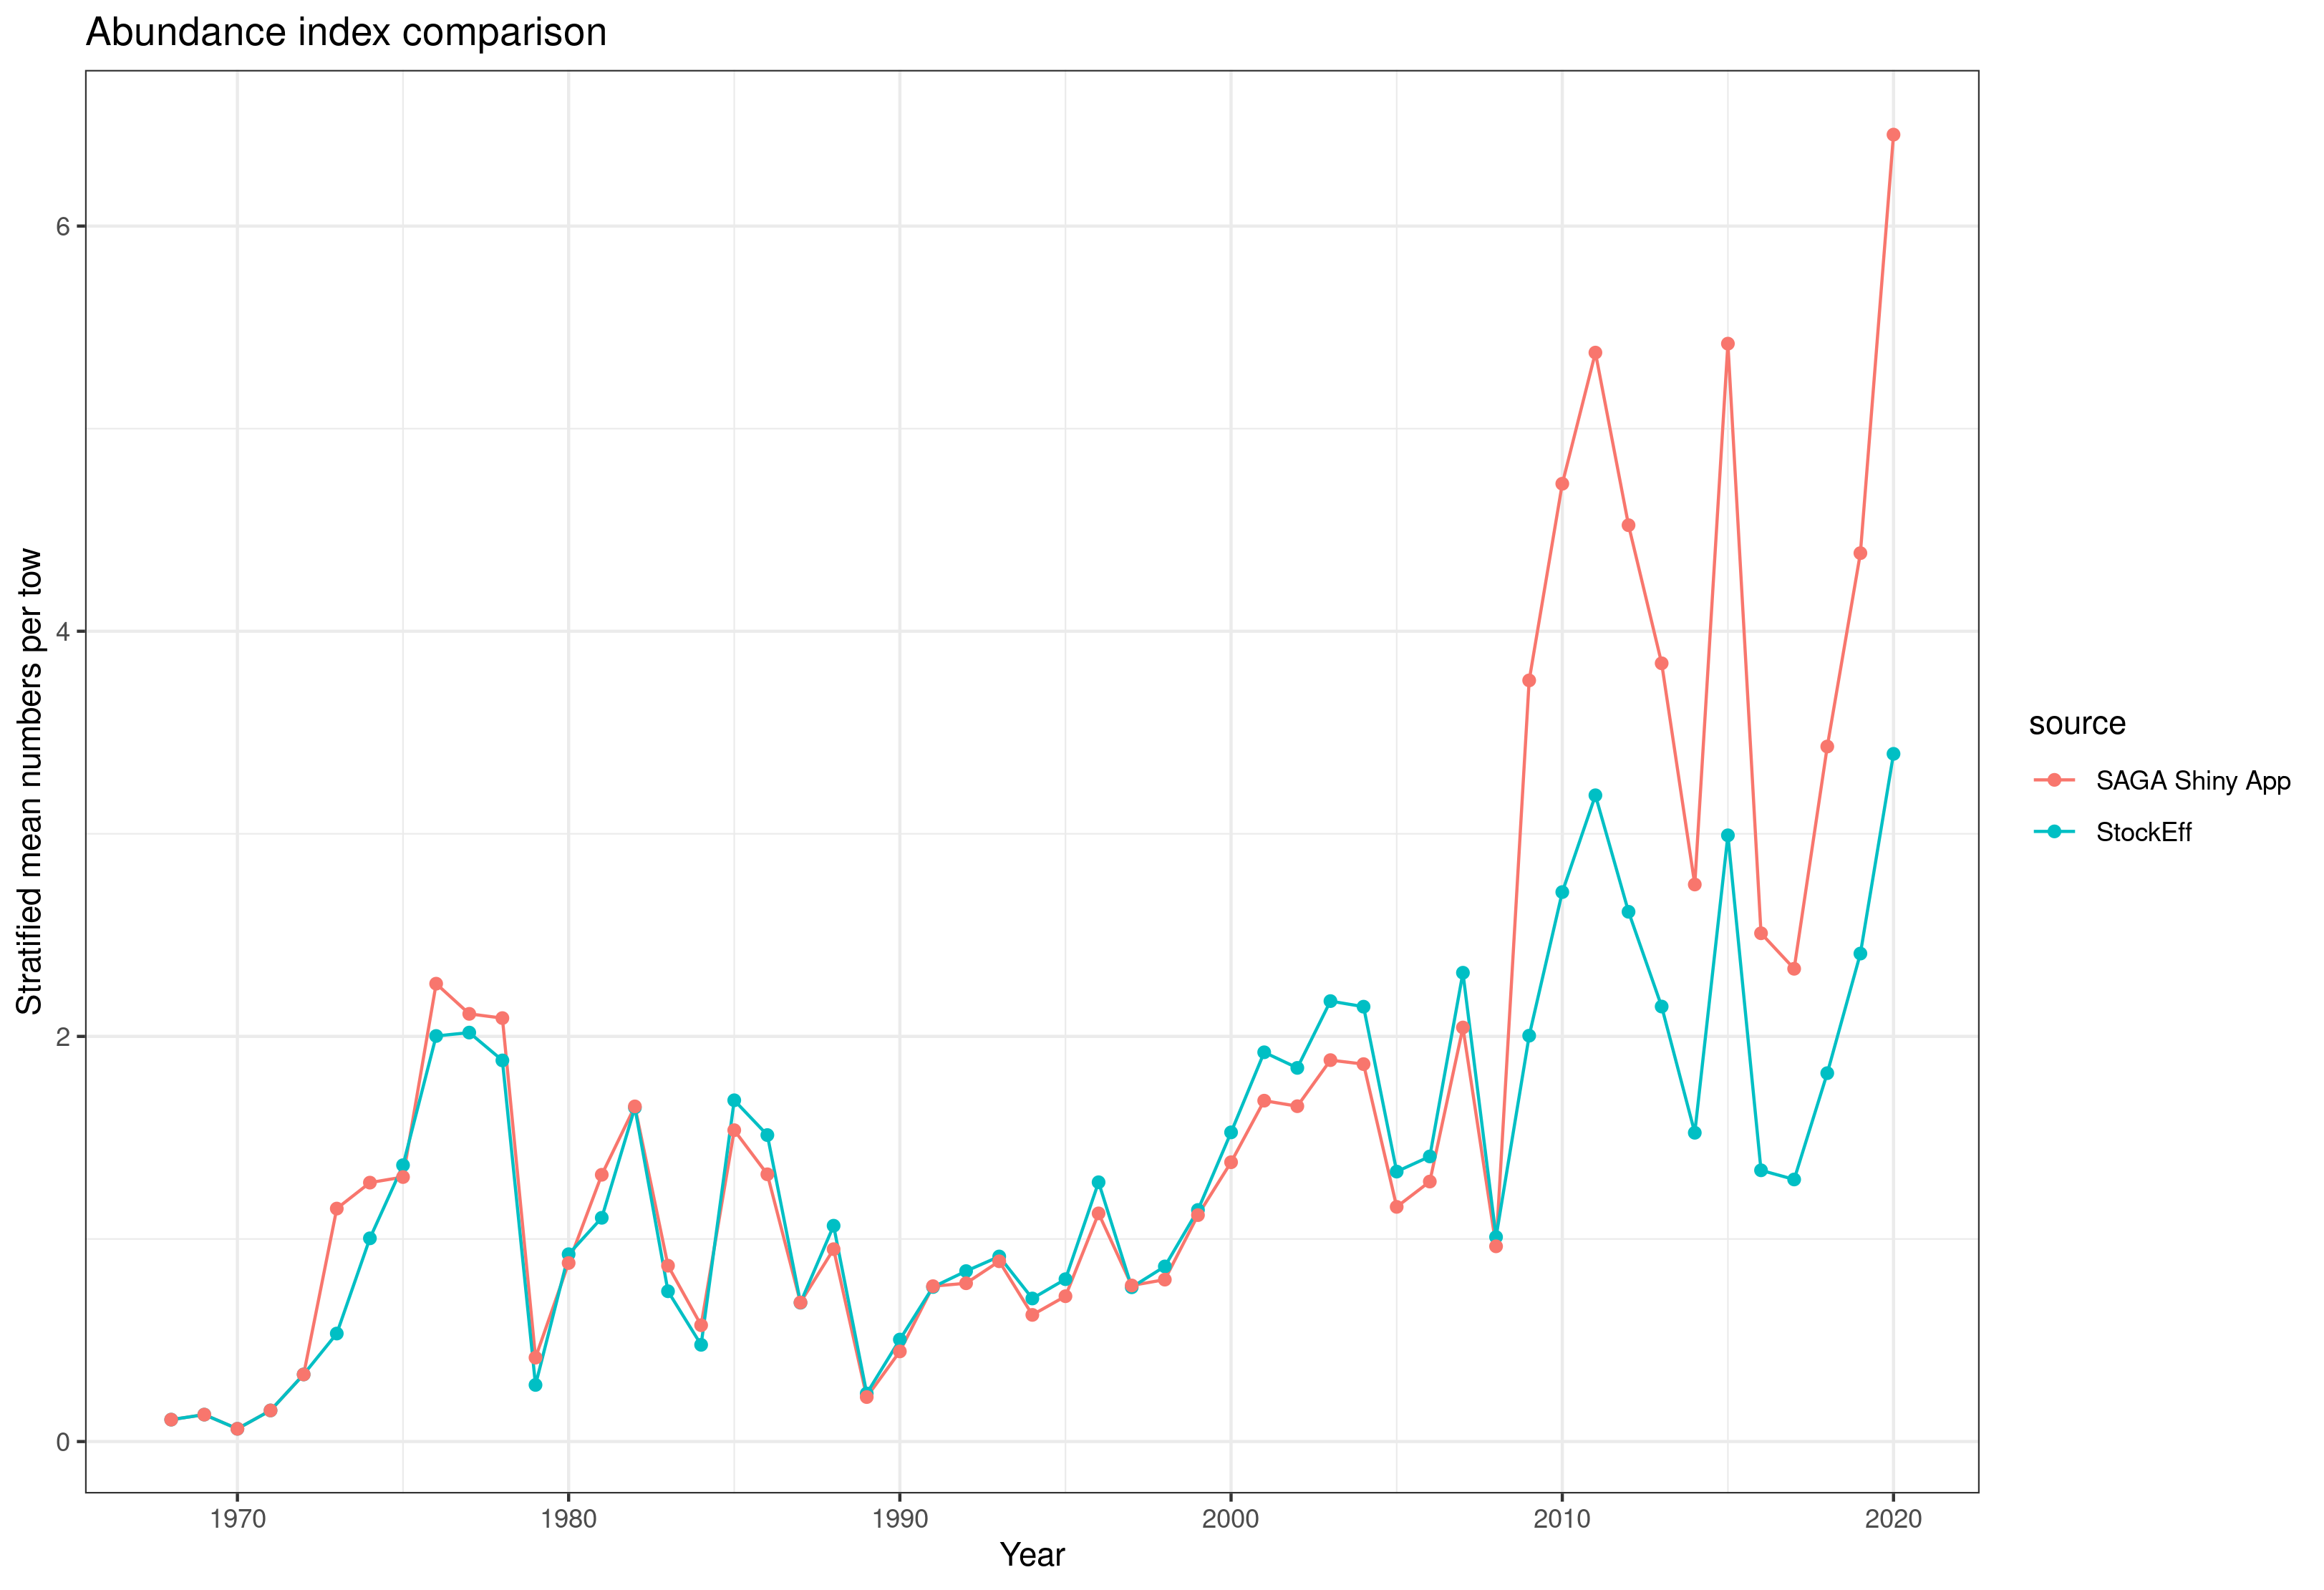 Abundance index comparison
Stratified mean numbers per tow
6
4
2
0
1970 1980 1990 2000 2010 2020
Year
source
SAGA Shiny App
StockEff